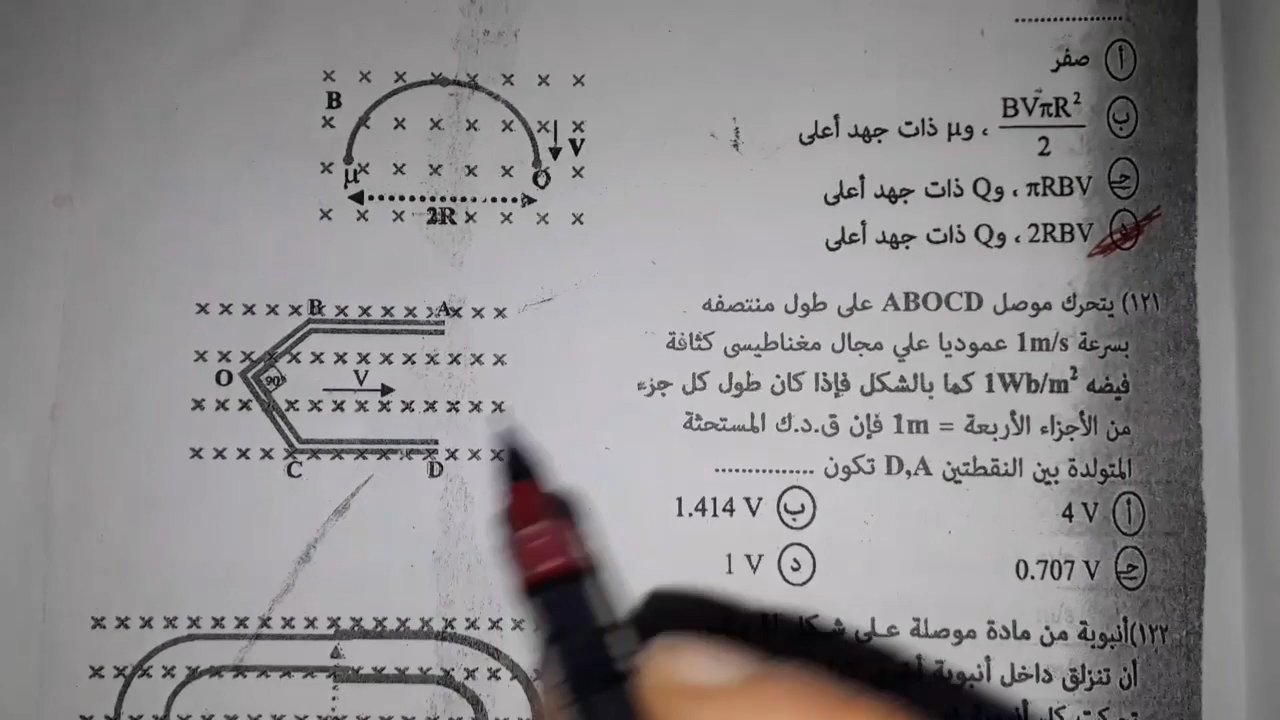 أ صفر
ب BVπR²/2 ، وμ ذات جهد أعلى
جـ πRBV ، وQ ذات جهد أعلى
د 2RBV ، وQ ذات جهد أعلى
B
V
μ
Q
2R
١٢١) يتحرك موصل ABOCD على طول منتصفه
بسرعة 1m/s عموديا علي مجال مغناطيسى كثافة
فيضه 1Wb/m² كما بالشكل فإذا كان طول كل جزء
من الأجزاء الأربعة = 1m فإن ق.د.ك المستحثة
المتولدة بين النقطتين D,A تكون ...............
أ 4 V
ب 1.414 V
جـ 0.707 V
د 1 V
B
A
O
90°
V
C
D
١٢٢)أنبوبة من مادة موصلة على شكل
أن تنزلق داخل أنبوبة